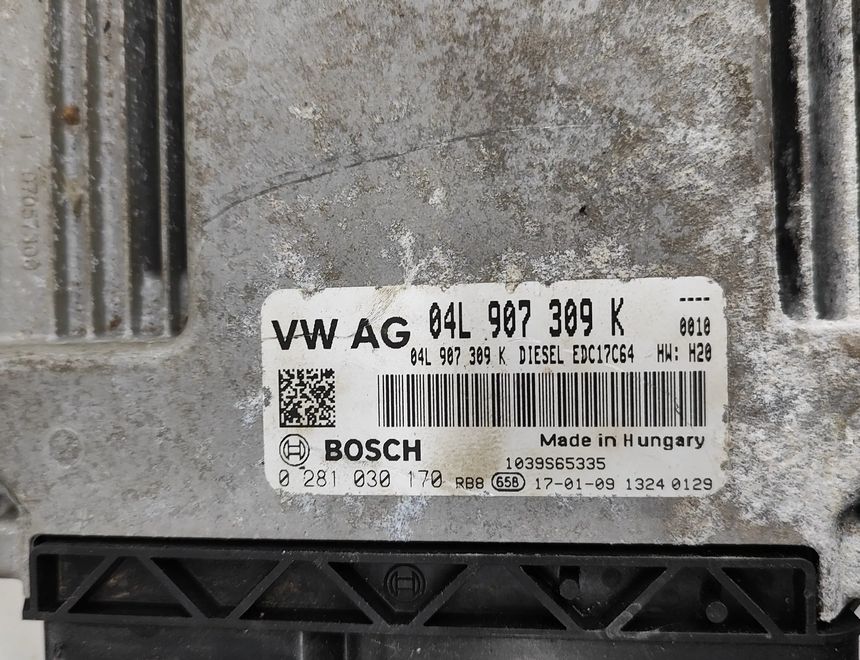 VW AG 04L 907 309 K ----
0010
04L 907 309 K DIESEL EDC17C64 HW: H20
Made in Hungary
BOSCH
1039S65335
0 281 030 170 RB8 658 17-01-09 1324 0129